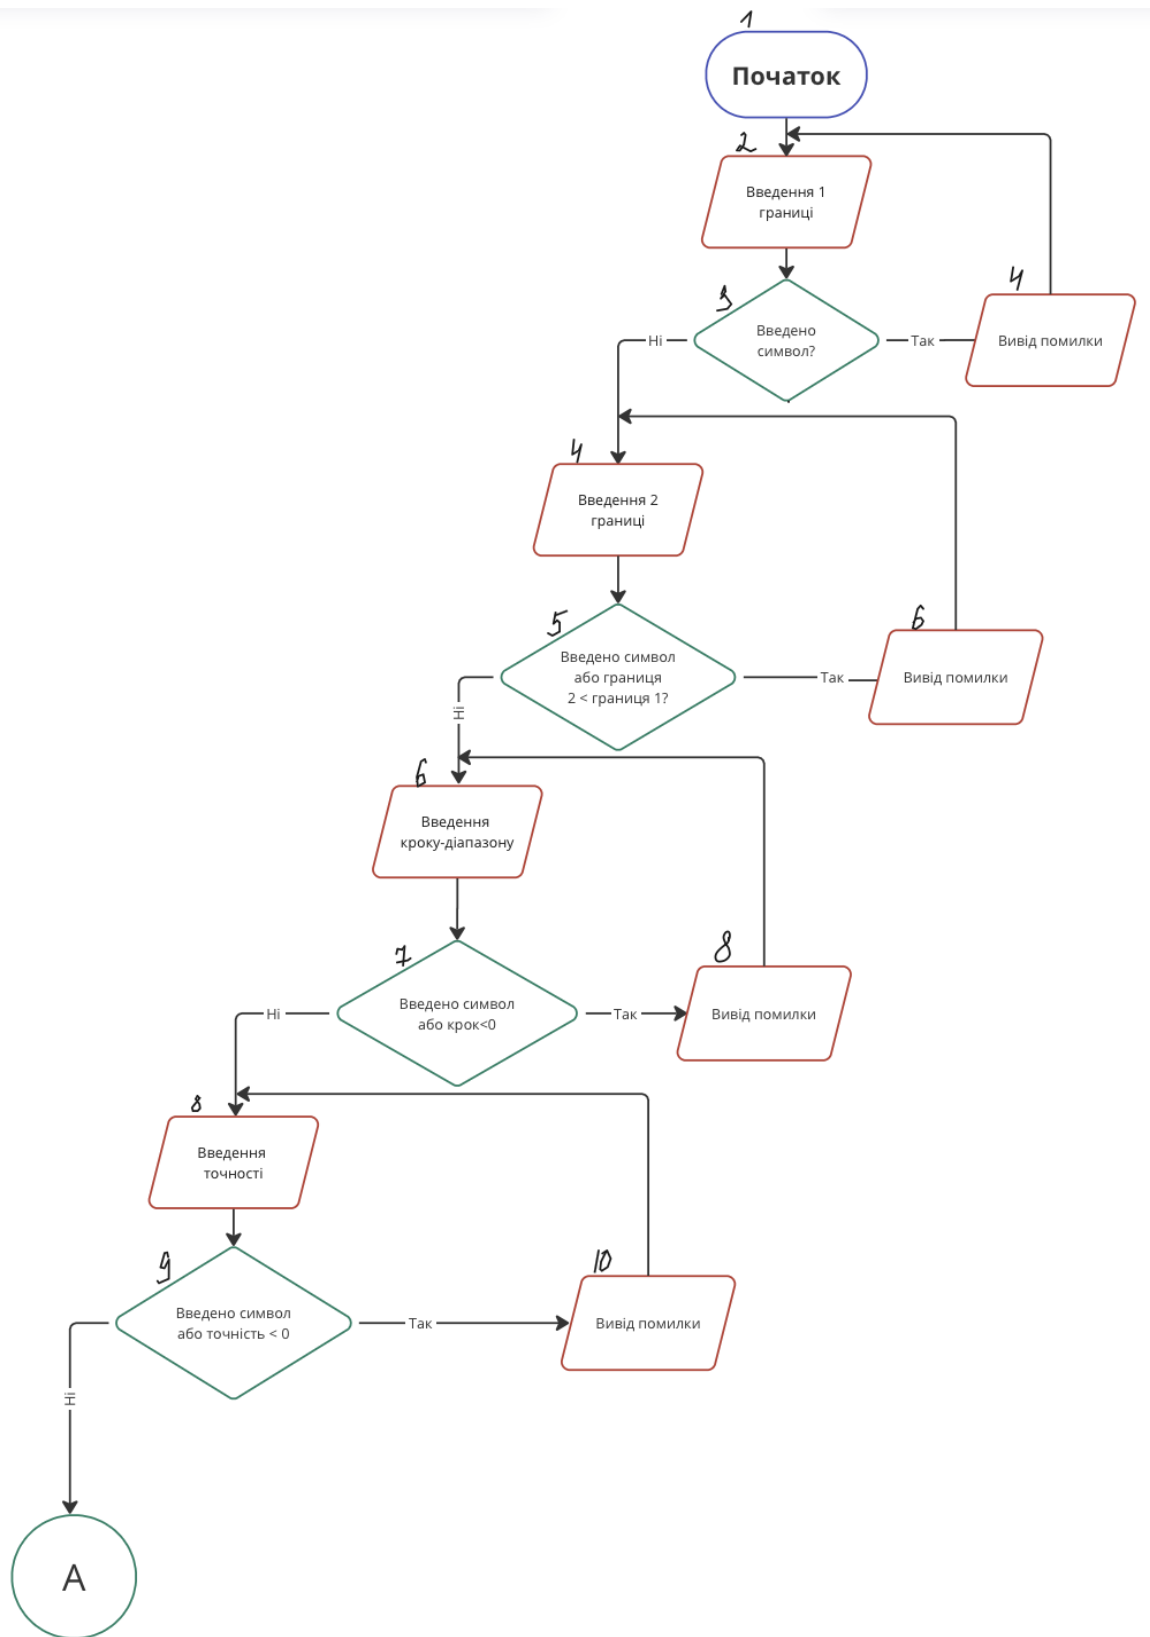 1
Початок
2
Введення 1
границі
3
Введено
символ?
Ні
Так
4
Вивід помилки
4
Введення 2
границі
5
Введено символ
або границя
2 < границя 1?
Ні
Так
6
Вивід помилки
6
Введення
кроку-діапазону
7
Введено символ
або крок<0
Ні
Так
8
Вивід помилки
8
Введення
точності
9
Введено символ
або точність < 0
Ні
Так
10
Вивід помилки
А